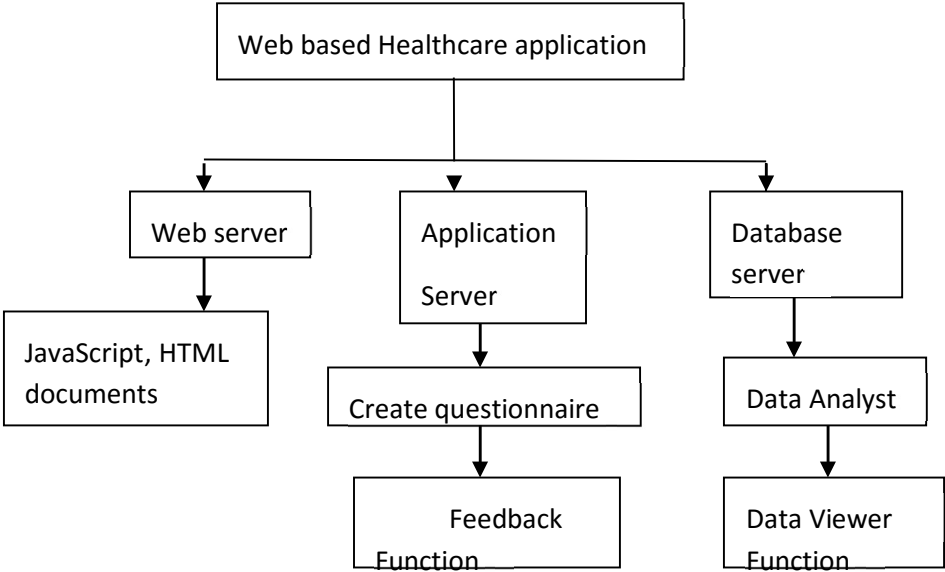 Web based Healthcare application
Web server
Application
Server
Database
server
JavaScript, HTML
documents
Create questionnaire
Data Analyst
Feedback
Function
Data Viewer
Function